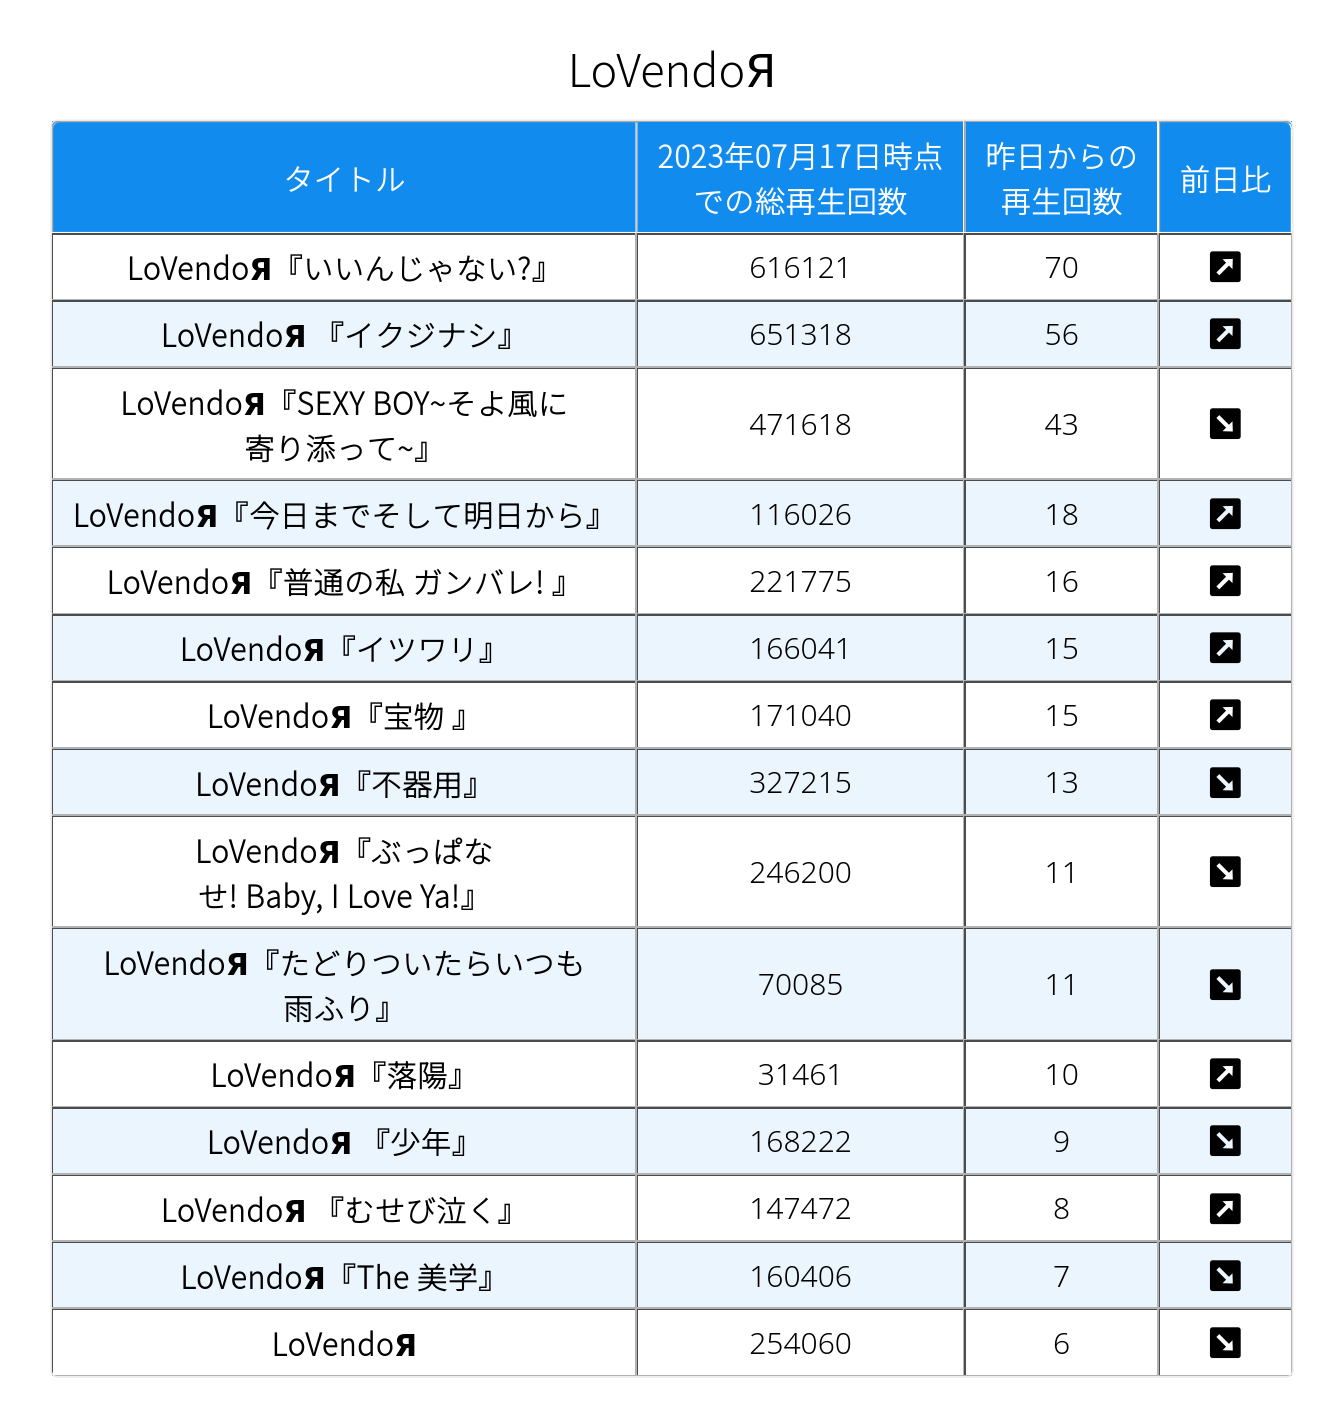 LoVendoЯ
タイトル
2023年07月17日時点
での総再生回数
昨日からの
再生回数
前日比
LoVendoЯ『いいんじゃない?』 616121 70 ↗
LoVendoЯ 『イクジナシ』 651318 56 ↗
LoVendoЯ『SEXY BOY~そよ風に
寄り添って~』 471618 43 ↘
LoVendoЯ『今日までそして明日から』 116026 18 ↗
LoVendoЯ『普通の私 ガンバレ! 』 221775 16 ↗
LoVendoЯ『イツワリ』 166041 15 ↗
LoVendoЯ『宝物 』 171040 15 ↗
LoVendoЯ『不器用』 327215 13 ↘
LoVendoЯ『ぶっぱな
せ! Baby, I Love Ya!』 246200 11 ↘
LoVendoЯ『たどりついたらいつも
雨ふり』 70085 11 ↘
LoVendoЯ『落陽』 31461 10 ↗
LoVendoЯ 『少年』 168222 9 ↘
LoVendoЯ 『むせび泣く』 147472 8 ↗
LoVendoЯ『The 美学』 160406 7 ↘
LoVendoЯ 254060 6 ↘